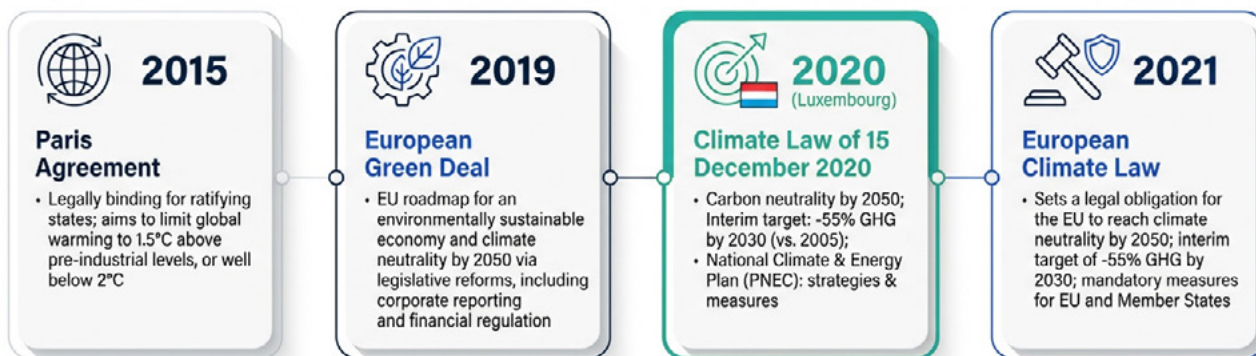 2015
Paris
Agreement
• Legally binding for ratifying
states; aims to limit global
warming to 1.5°C above
pre-industrial levels, or well
below 2°C
2019
European
Green Deal
• EU roadmap for an
environmentally sustainable
economy and climate
neutrality by 2050 via
legislative reforms, including
corporate reporting
and financial regulation
2020
(Luxembourg)
Climate Law of 15
December 2020
• Carbon neutrality by 2050;
Interim target: -55% GHG
by 2030 (vs. 2005);
• National Climate & Energy
Plan (PNEC): strategies &
measures
2021
European
Climate Law
• Sets a legal obligation for
the EU to reach climate
neutrality by 2050; interim
target of -55% GHG by
2030; mandatory measures
for EU and Member States